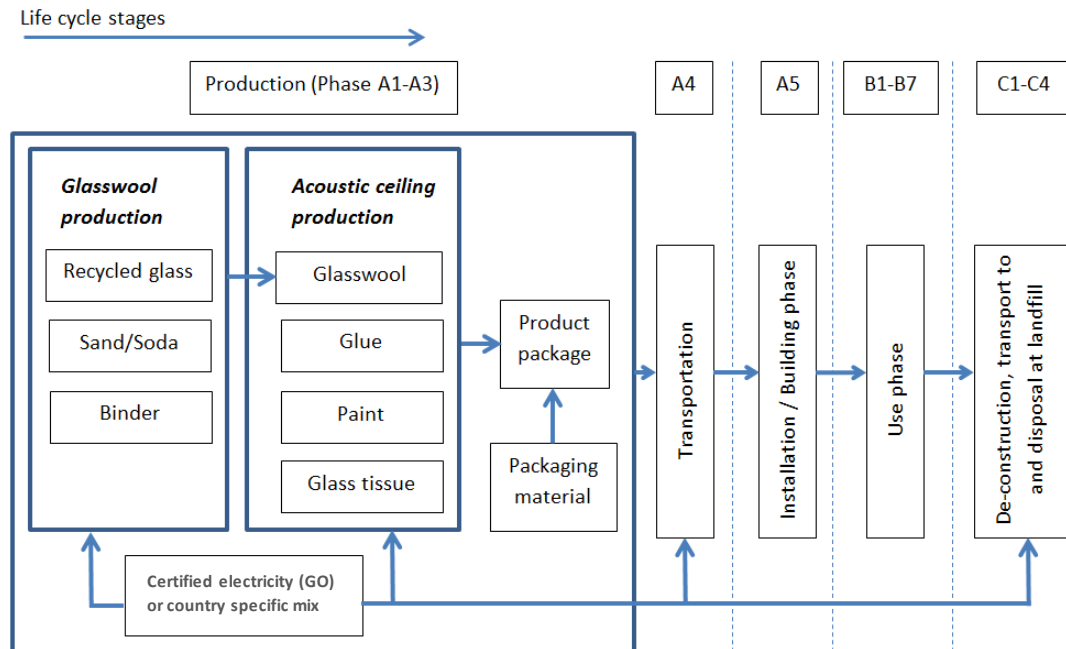 Life cycle stages
Production (Phase A1-A3)
A4
A5
B1-B7
C1-C4
Glasswool
production
Recycled glass
Sand/Soda
Binder
Acoustic ceiling
production
Glasswool
Glue
Paint
Glass tissue
Product
package
Packaging
material
Transportation
Installation / Building phase
Use phase
De-construction, transport to
and disposal at landfill
Certified electricity (GO)
or country specific mix